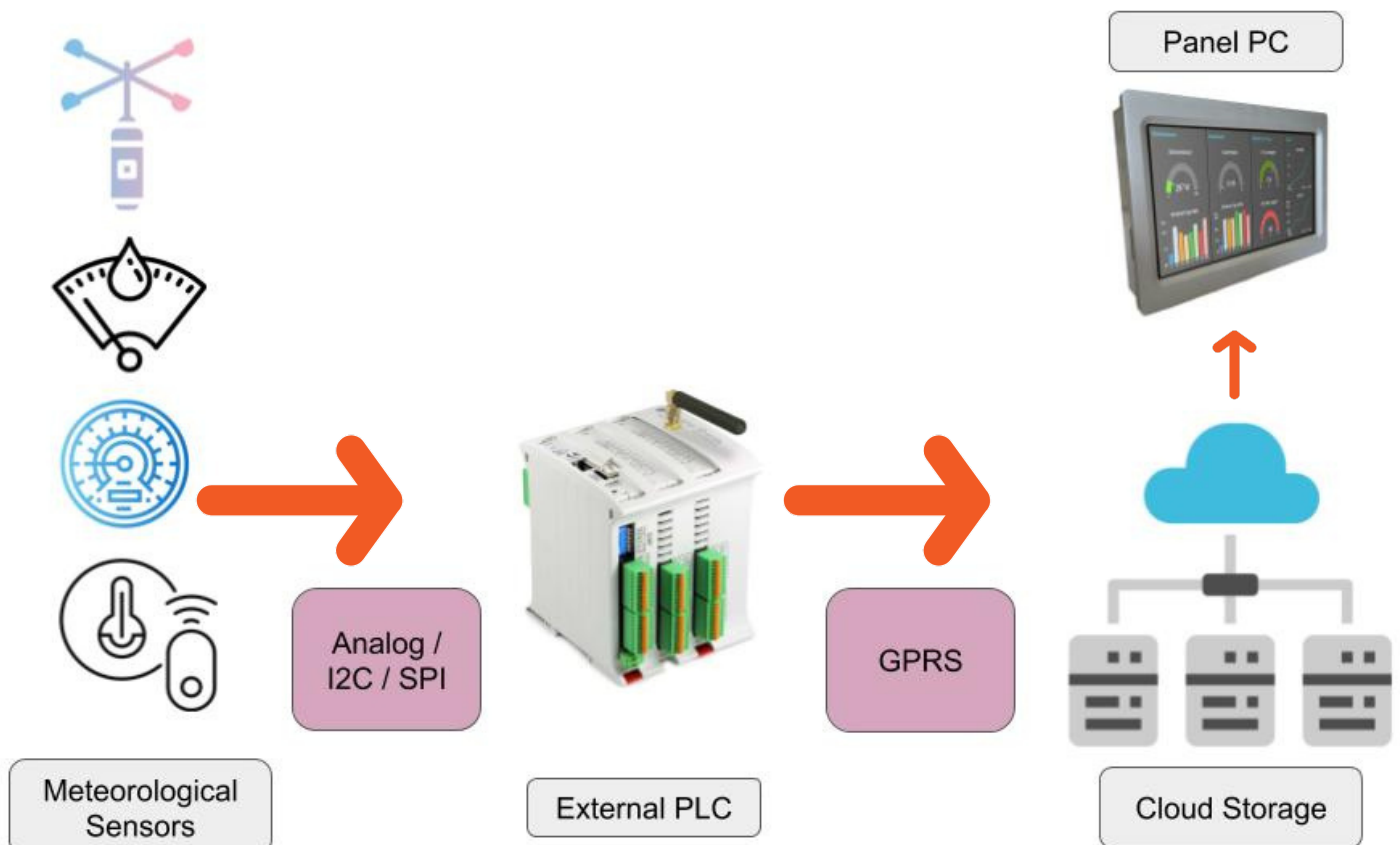 Panel PC
Analog /
I2C / SPI
GPRS
Meteorological
Sensors
External PLC
Cloud Storage